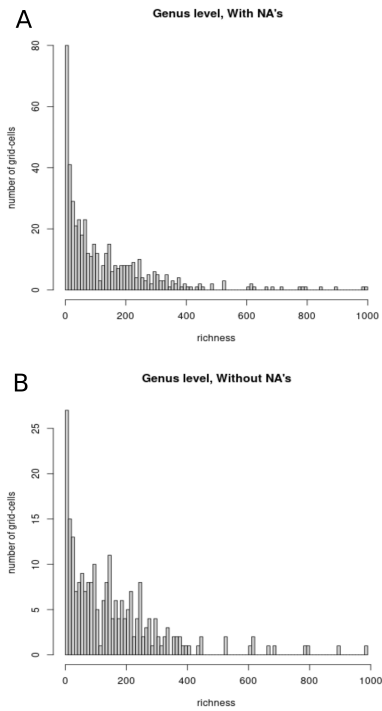 A
Genus level, With NA's
80
60
40
20
0
number of grid-cells
0 200 400 600 800 1000
richness
B
Genus level, Without NA's
25
20
15
10
5
0
number of grid-cells
0 200 400 600 800 1000
richness